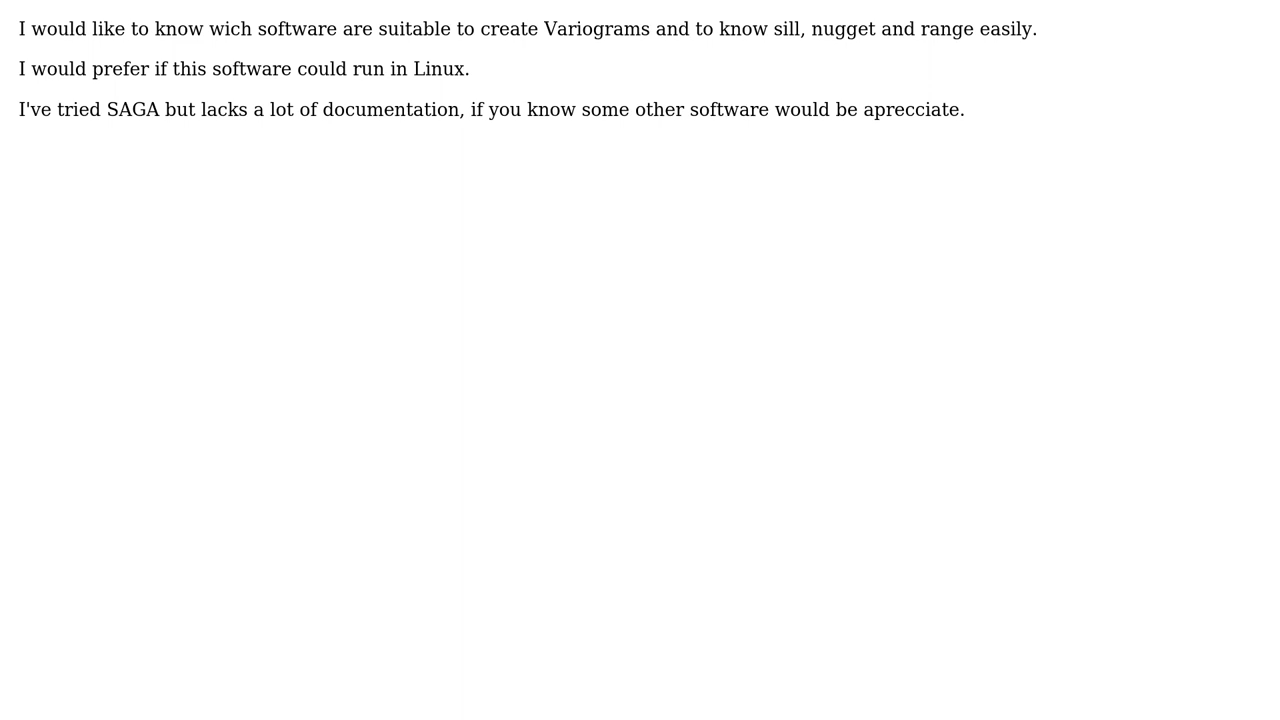 I would like to know wich software are suitable to create Variograms and to know sill, nugget and range easily.
I would prefer if this software could run in Linux.
I've tried SAGA but lacks a lot of documentation, if you know some other software would be aprecciate.